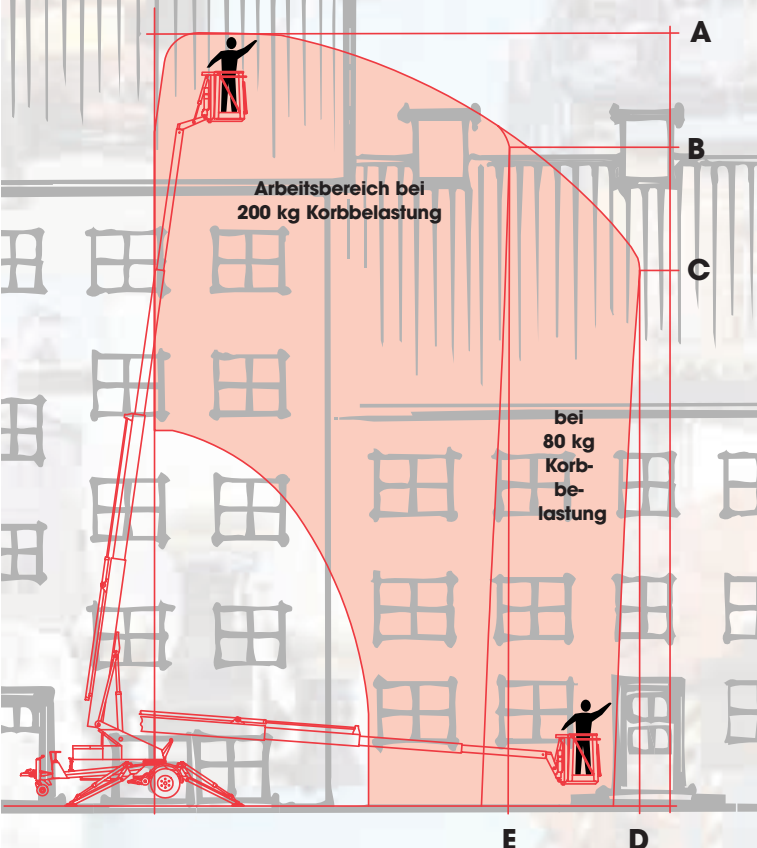 A
B
Arbeitsbereich bei
200 kg Korbbelastung
C
bei
80 kg
Korb-
be-
lastung
E
D